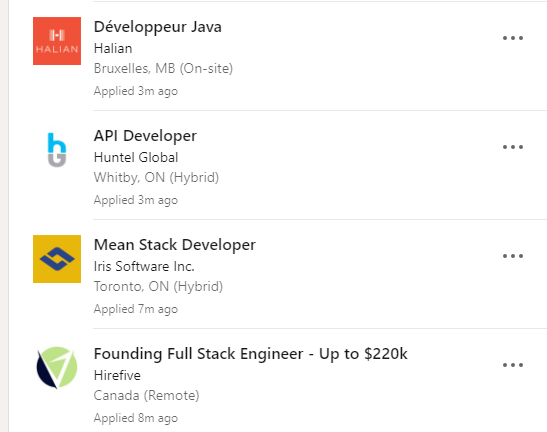 HALIAN
Développeur Java
Halian
Bruxelles, MB (On-site)
Applied 3m ago
API Developer
Huntel Global
Whitby, ON (Hybrid)
Applied 3m ago
Mean Stack Developer
Iris Software Inc.
Toronto, ON (Hybrid)
Applied 7m ago
Founding Full Stack Engineer - Up to $220k
Hirefive
Canada (Remote)
Applied 8m ago